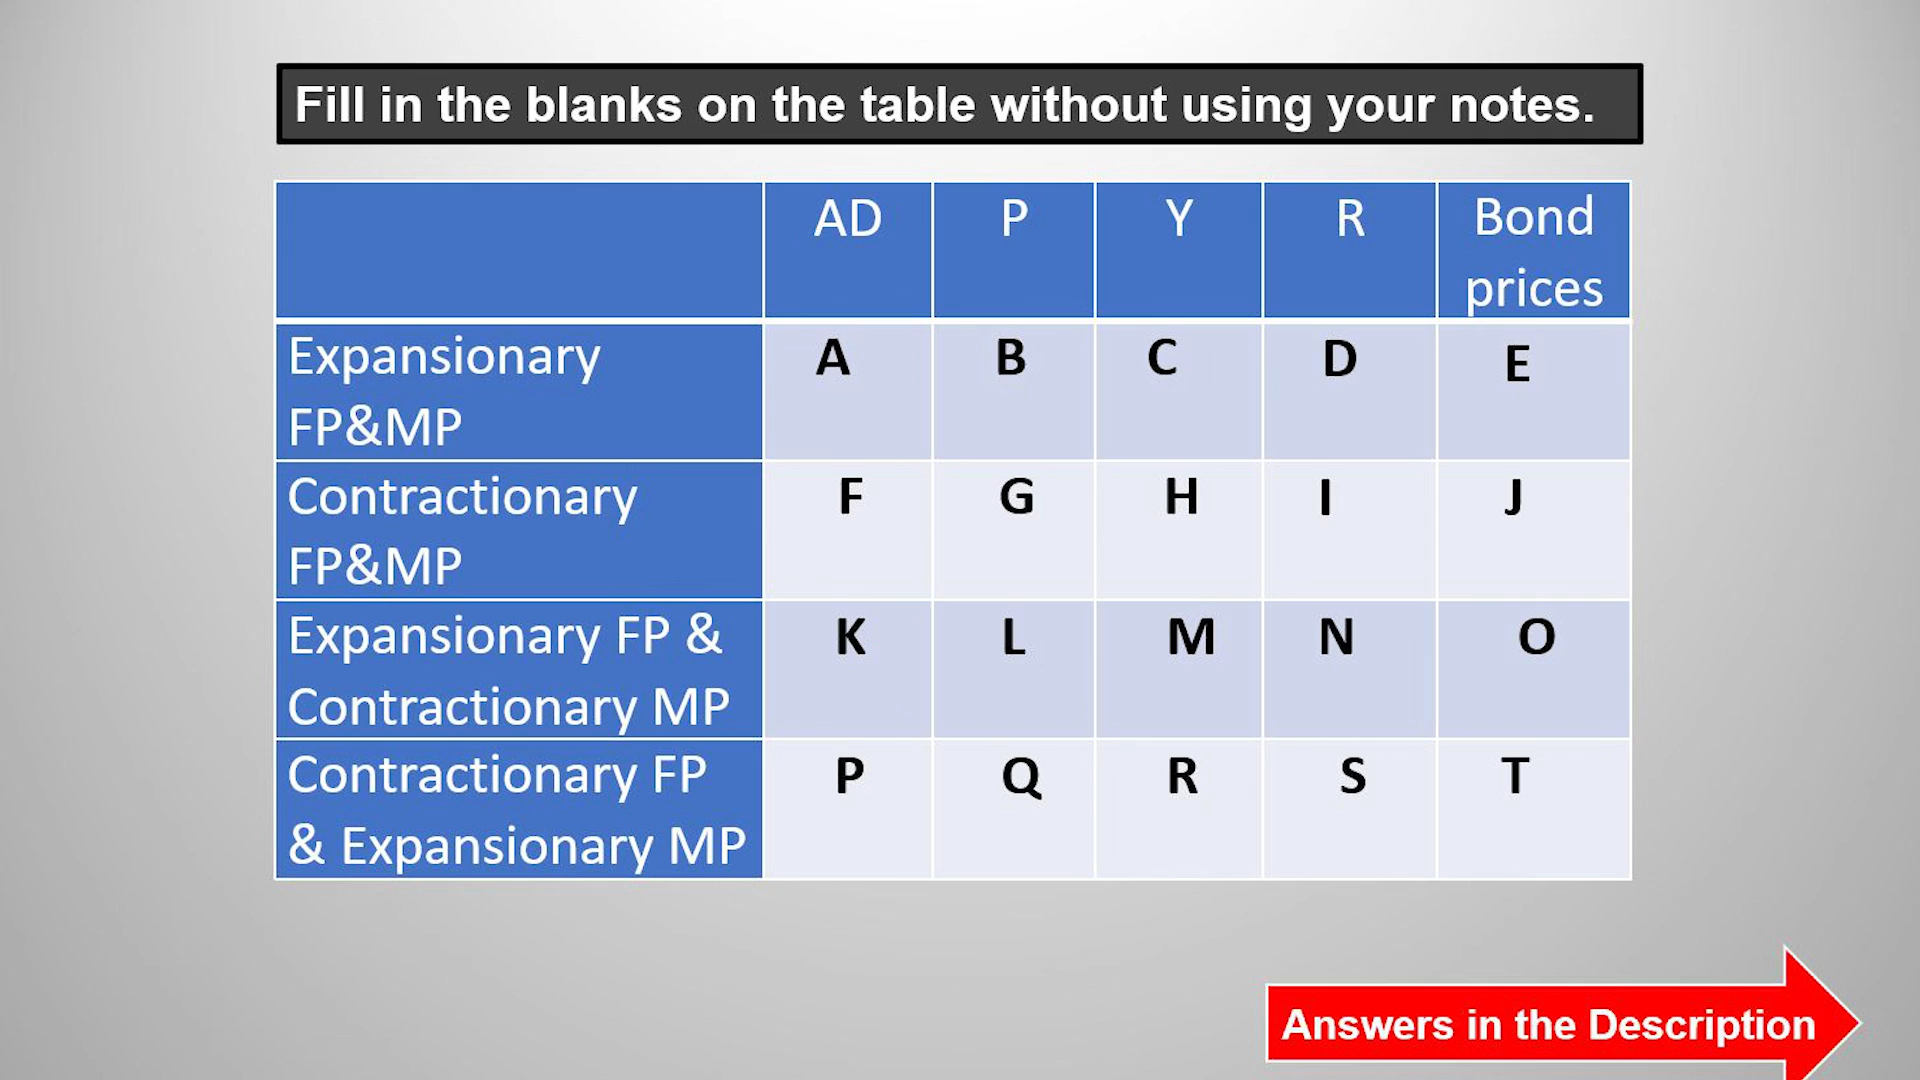 Fill in the blanks on the table without using your notes.
AD P Y R Bond
prices
Expansionary A B C D E
FP&MP
Contractionary F G H I J
FP&MP
Expansionary FP & K L M N O
Contractionary MP
Contractionary FP P Q R S T
& Expansionary MP
Answers in the Description